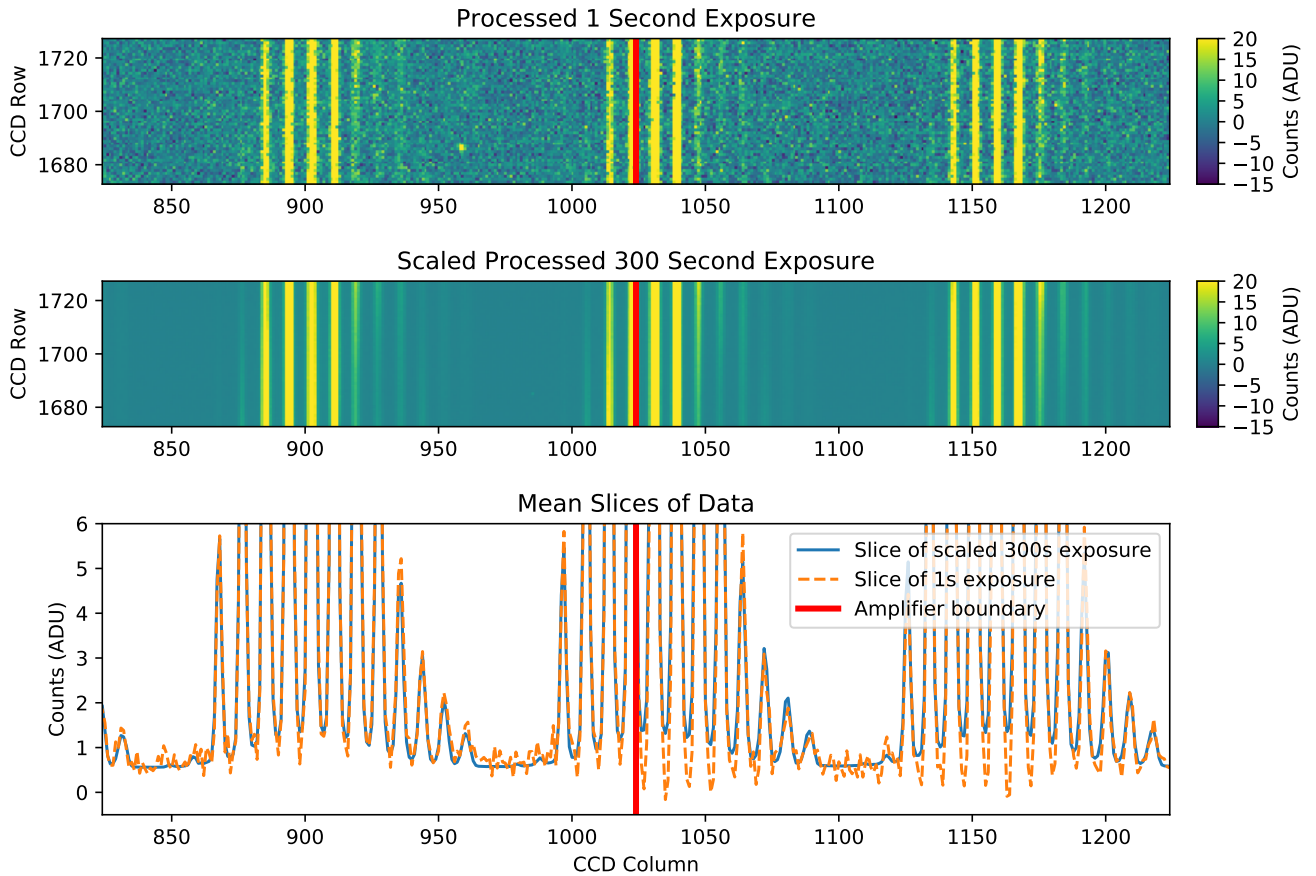 Processed 1 Second Exposure
CCD Row
1720
1700
1680
850 900 950 1000 1050 1100 1150 1200
20
15
10
5
0
−5
−10
−15
Counts (ADU)
Scaled Processed 300 Second Exposure
CCD Row
1720
1700
1680
850 900 950 1000 1050 1100 1150 1200
20
15
10
5
0
−5
−10
−15
Counts (ADU)
Mean Slices of Data
Counts (ADU)
6
5
4
3
2
1
0
Slice of scaled 300s exposure
Slice of 1s exposure
Amplifier boundary
850 900 950 1000 1050 1100 1150 1200
CCD Column